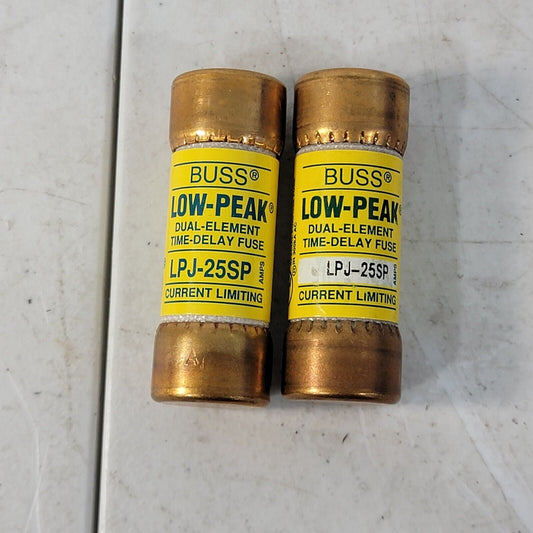 BUSS®
LOW-PEAK®
DUAL-ELEMENT
TIME-DELAY FUSE
LPJ-25SP
AMPS
CURRENT LIMITING
BUSS®
LOW-PEAK®
DUAL-ELEMENT
TIME-DELAY FUSE
LPJ-25SP
AMPS
CURRENT LIMITING